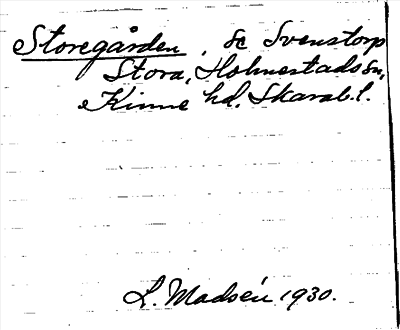 Storegården, se Svenstorp
Stora, Holmestads sn,
Kinne hd. Skarab. l.
L. Madsén 1930.